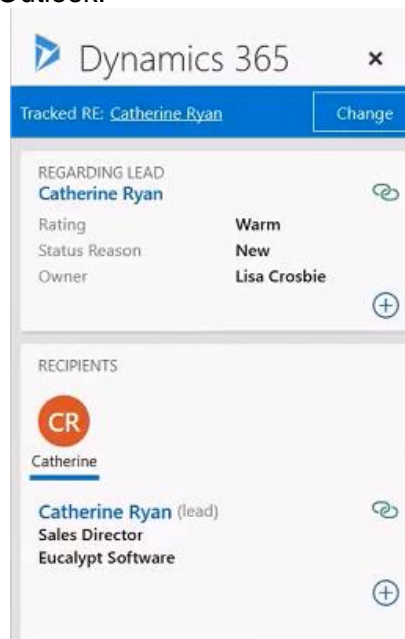 Outlook.
Dynamics 365 ×
Tracked RE: Catherine Ryan Change
REGARDING LEAD
Catherine Ryan
Rating Warm
Status Reason New
Owner Lisa Crosbie
RECIPIENTS
CR
Catherine
Catherine Ryan (lead)
Sales Director
Eucalypt Software